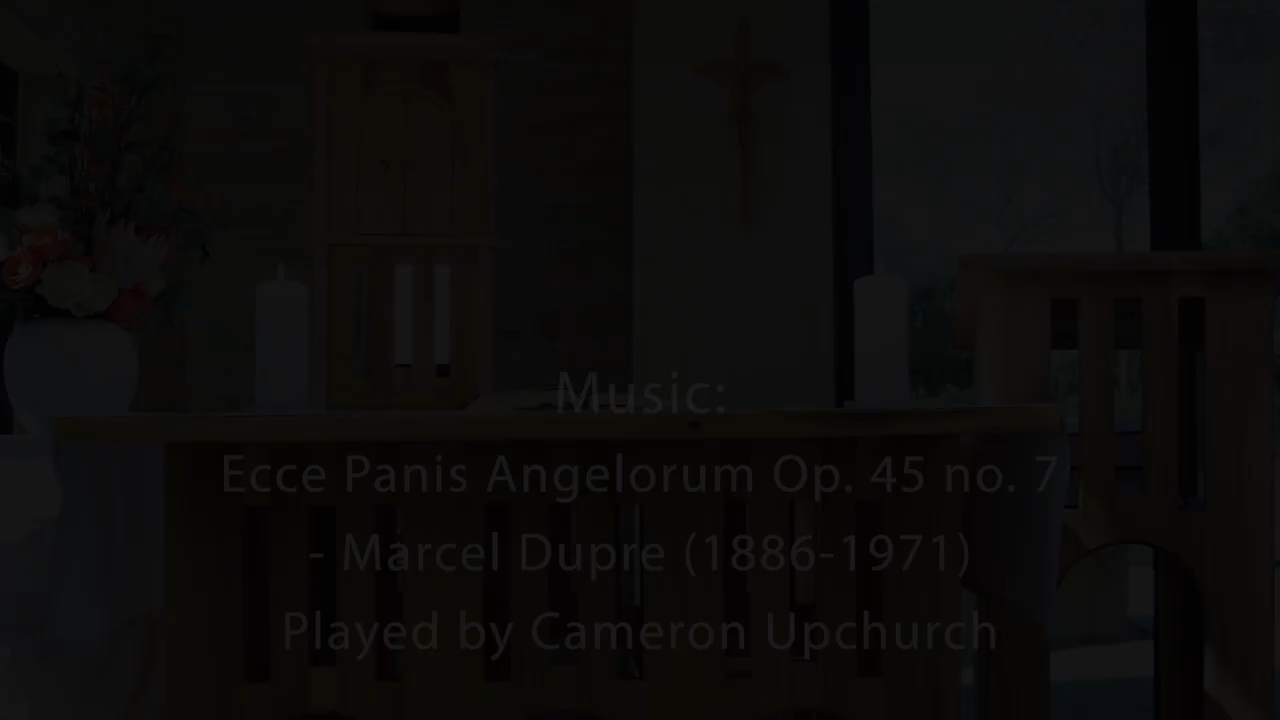 Music:
Ecce Panis Angelorum Op. 45 no. 7
- Marcel Dupre (1886-1971)
Played by Cameron Upchurch